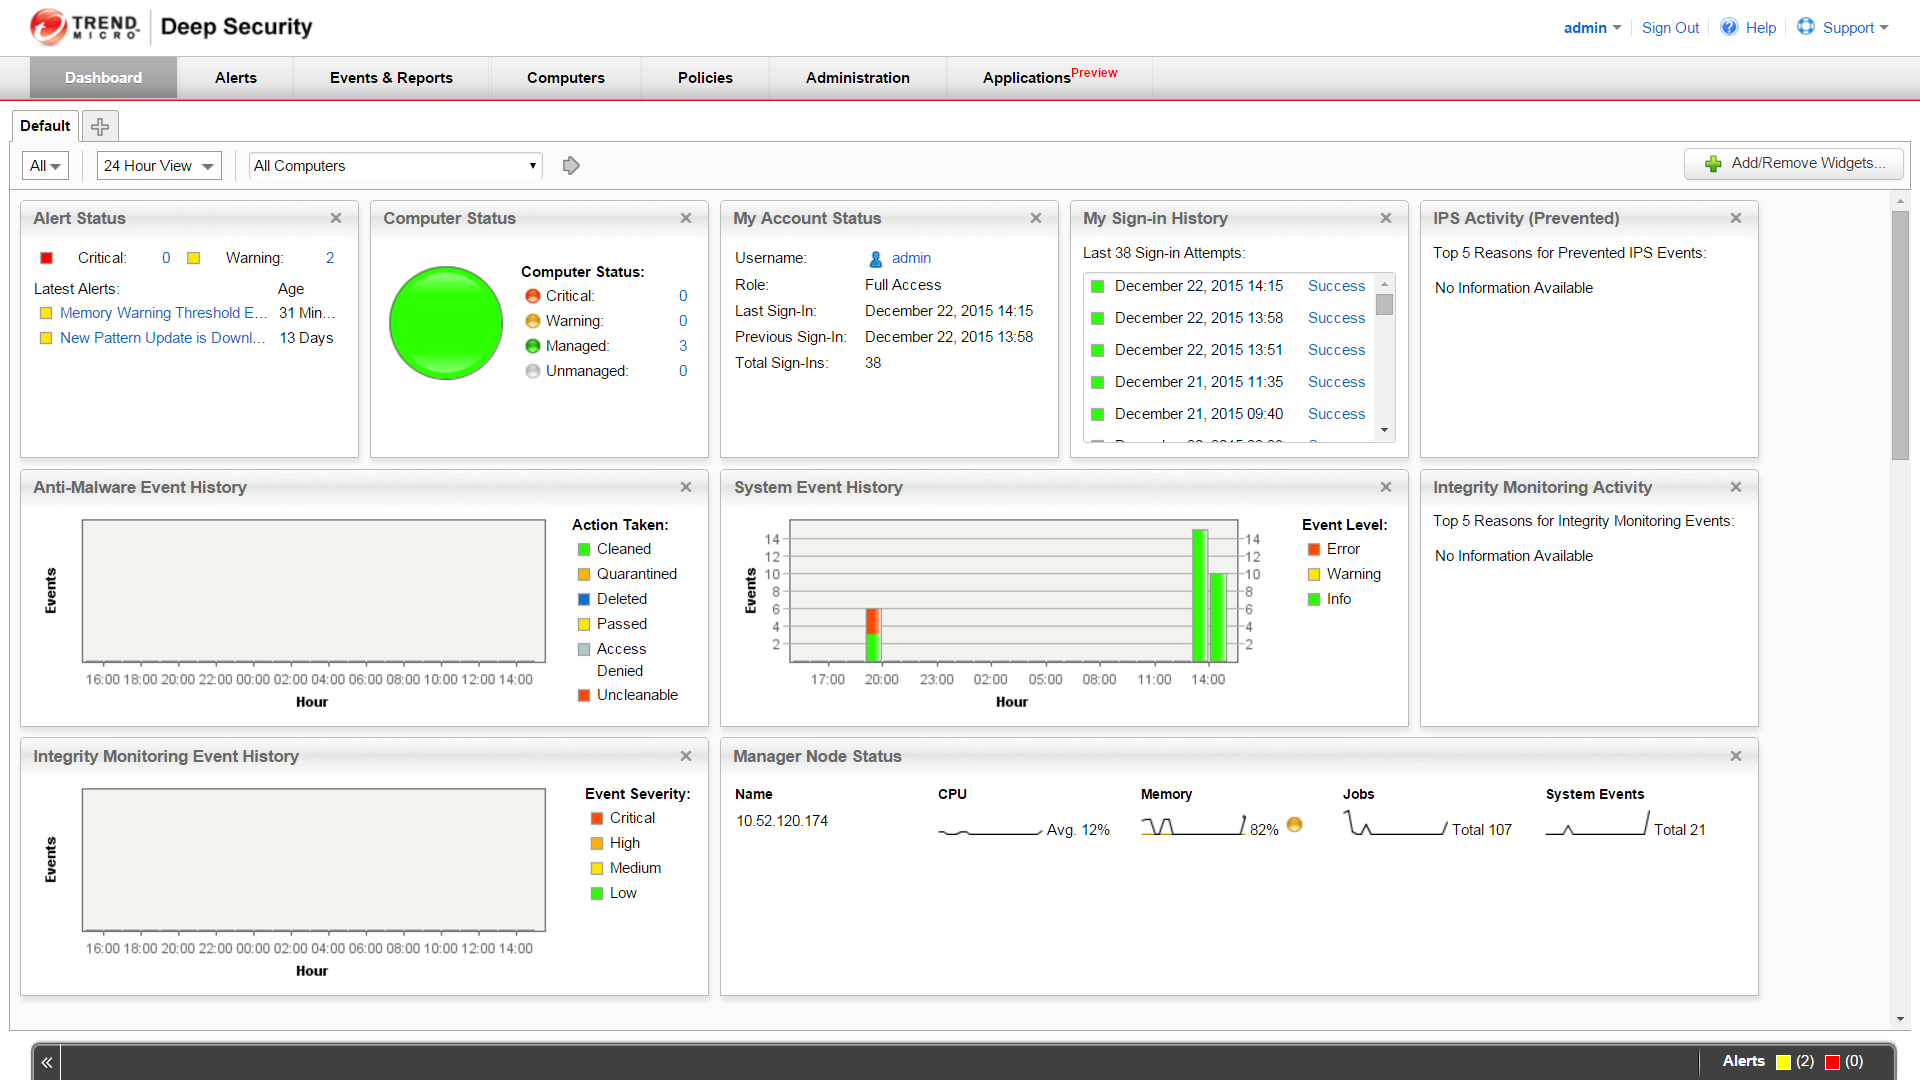 TREND MICRO Deep Security
admin Sign Out Help Support
Dashboard Alerts Events & Reports Computers Policies Administration Applications Preview
Default
All 24 Hour View All Computers Add/Remove Widgets...
Alert Status
Critical: 0 Warning: 2
Latest Alerts: Age
Memory Warning Threshold E... 31 Min...
New Pattern Update is Downl... 13 Days
Computer Status
Computer Status:
Critical: 0
Warning: 0
Managed: 3
Unmanaged: 0
My Account Status
Username: admin
Role: Full Access
Last Sign-In: December 22, 2015 14:15
Previous Sign-In: December 22, 2015 13:58
Total Sign-Ins: 38
My Sign-in History
Last 38 Sign-in Attempts:
December 22, 2015 14:15 Success
December 22, 2015 13:58 Success
December 22, 2015 13:51 Success
December 21, 2015 11:35 Success
December 21, 2015 09:40 Success
IPS Activity (Prevented)
Top 5 Reasons for Prevented IPS Events:
No Information Available
Anti-Malware Event History
Events
16:00 18:00 20:00 22:00 00:00 02:00 04:00 06:00 08:00 10:00 12:00 14:00
Hour
Action Taken:
Cleaned
Quarantined
Deleted
Passed
Access
Denied
Uncleanable
System Event History
Events
14 14
12 12
10 10
8 8
6 6
4 4
2 2
17:00 20:00 23:00 02:00 05:00 08:00 11:00 14:00
Hour
Event Level:
Error
Warning
Info
Integrity Monitoring Activity
Top 5 Reasons for Integrity Monitoring Events:
No Information Available
Integrity Monitoring Event History
Events
16:00 18:00 20:00 22:00 00:00 02:00 04:00 06:00 08:00 10:00 12:00 14:00
Hour
Event Severity:
Critical
High
Medium
Low
Manager Node Status
Name CPU Memory Jobs System Events
10.52.120.174 Avg. 12% 82% Total 107 Total 21
Alerts (2) (0)